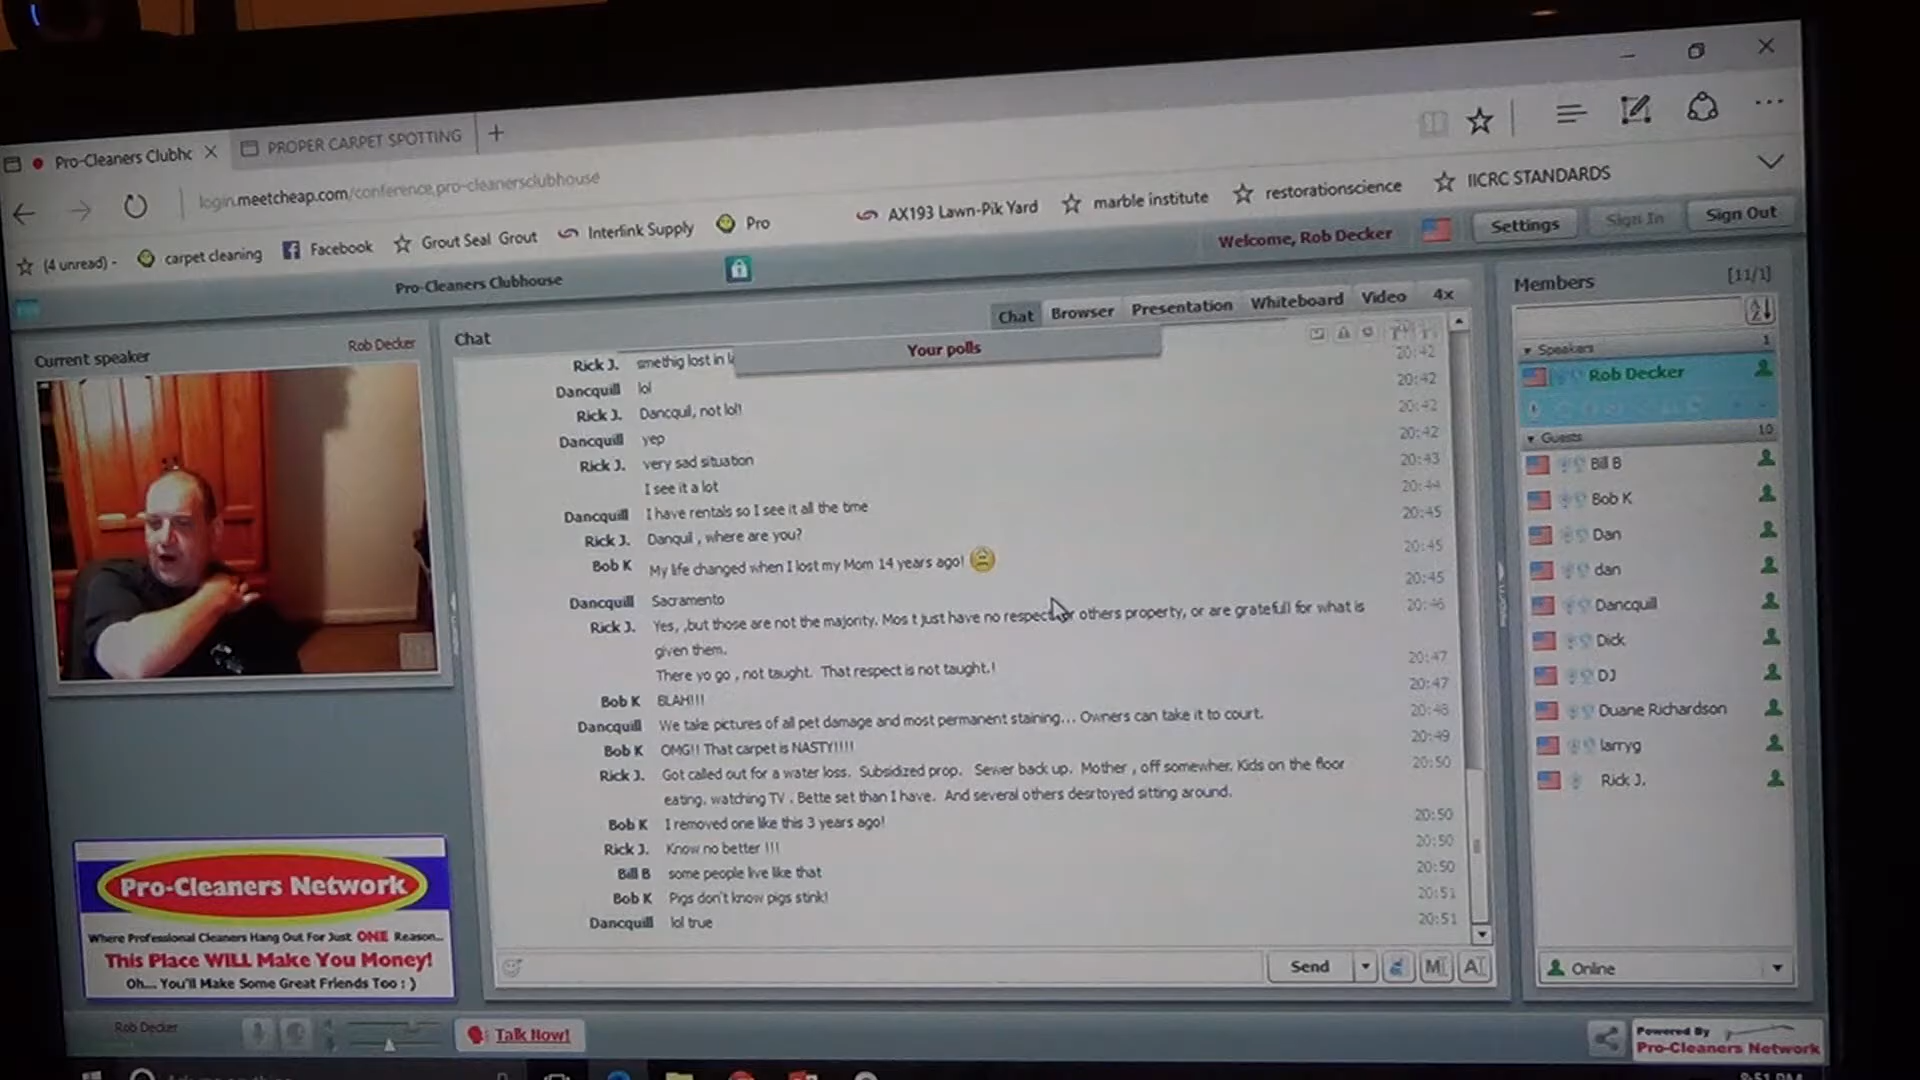 Pro-Cleaners Clubhc
PROPER CARPET SPOTTING
login.meetcheap.com/conference,pro-cleanersclubhouse
(4 unread) -
carpet cleaning
Facebook
Grout Seal Grout
Interlink Supply
Pro
AX193 Lawn-Pik Yard
marble institute
restorationscience
IICRC STANDARDS
Pro-Cleaners Clubhouse
Welcome, Rob Decker
Settings
Sign In
Sign Out
Current speaker
Rob Decker
Chat
Chat Browser Presentation Whiteboard Video 4x
Your polls
Rick J. smethig lost in 20:42
Dancquill lol 20:42
Rick J. Dancquil, not lol! 20:42
Dancquill yep 20:42
Rick J. very sad situation 20:43
I see it a lot 20:44
Dancquill I have rentals so I see it all the time 20:45
Rick J. Danquil , where are you? 20:45
Bob K My life changed when I lost my Mom 14 years ago! 20:45
Dancquill Sacramento 20:46
Rick J. Yes, ,but those are not the majority. Mos t just have no respect or others property, or are gratefull for what is
given them.
There yo go , not taught. That respect is not taught.! 20:47
Bob K BLAH!!! 20:47
Dancquill We take pictures of all pet damage and most permanent staining... Owners can take it to court. 20:48
Bob K OMG!! That carpet is NASTY!!!! 20:49
Rick J. Got called out for a water loss. Subsidized prop. Sewer back up. Mother , off somewher. Kids on the floor 20:50
eating, watching TV . Bette set than I have. And several others desrtoyed sitting around.
Bob K I removed one like this 3 years ago! 20:50
Rick J. Know no better !!! 20:50
Bill B some people live like that 20:50
Bob K Pigs don't know pigs stink! 20:51
Dancquill lol true 20:51
Send
Members [11/1]
Speakers 1
Rob Decker
Guests 10
Bill B
Bob K
Dan
dan
Dancquill
Dick
DJ
Duane Richardson
larryg
Rick J.
Online
Pro-Cleaners Network
Where Professional Cleaners Hang Out For Just ONE Reason...
This Place WILL Make You Money!
Oh... You'll Make Some Great Friends Too : )
Rob Decker
Talk Now!
Powered By
Pro-Cleaners Network
9:51 PM